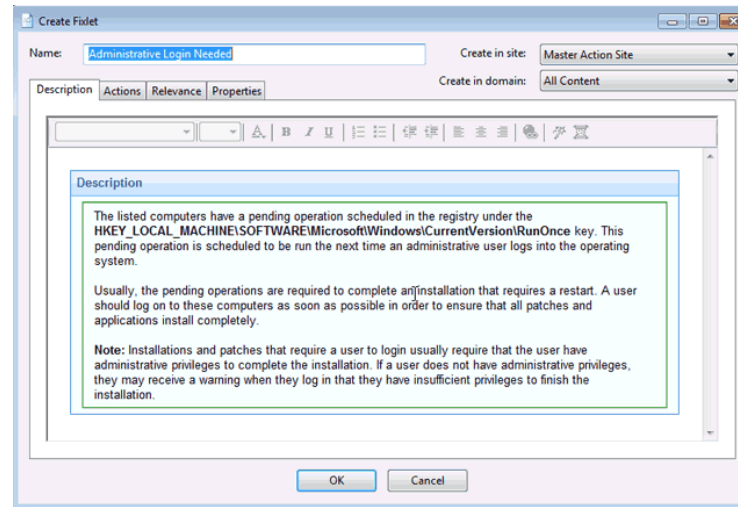 Create Fixlet
Name: Administrative Login Needed Create in site: Master Action Site
Create in domain: All Content
Description Actions Relevance Properties
A B I U
Description
The listed computers have a pending operation scheduled in the registry under the
HKEY_LOCAL_MACHINE\SOFTWARE\Microsoft\Windows\CurrentVersion\RunOnce key. This
pending operation is scheduled to be run the next time an administrative user logs into the operating
system.
Usually, the pending operations are required to complete an installation that requires a restart. A user
should log on to these computers as soon as possible in order to ensure that all patches and
applications install completely.
Note: Installations and patches that require a user to login usually require that the user have
administrative privileges to complete the installation. If a user does not have administrative privileges,
they may receive a warning when they log in that they have insufficient privileges to finish the
installation.
OK Cancel